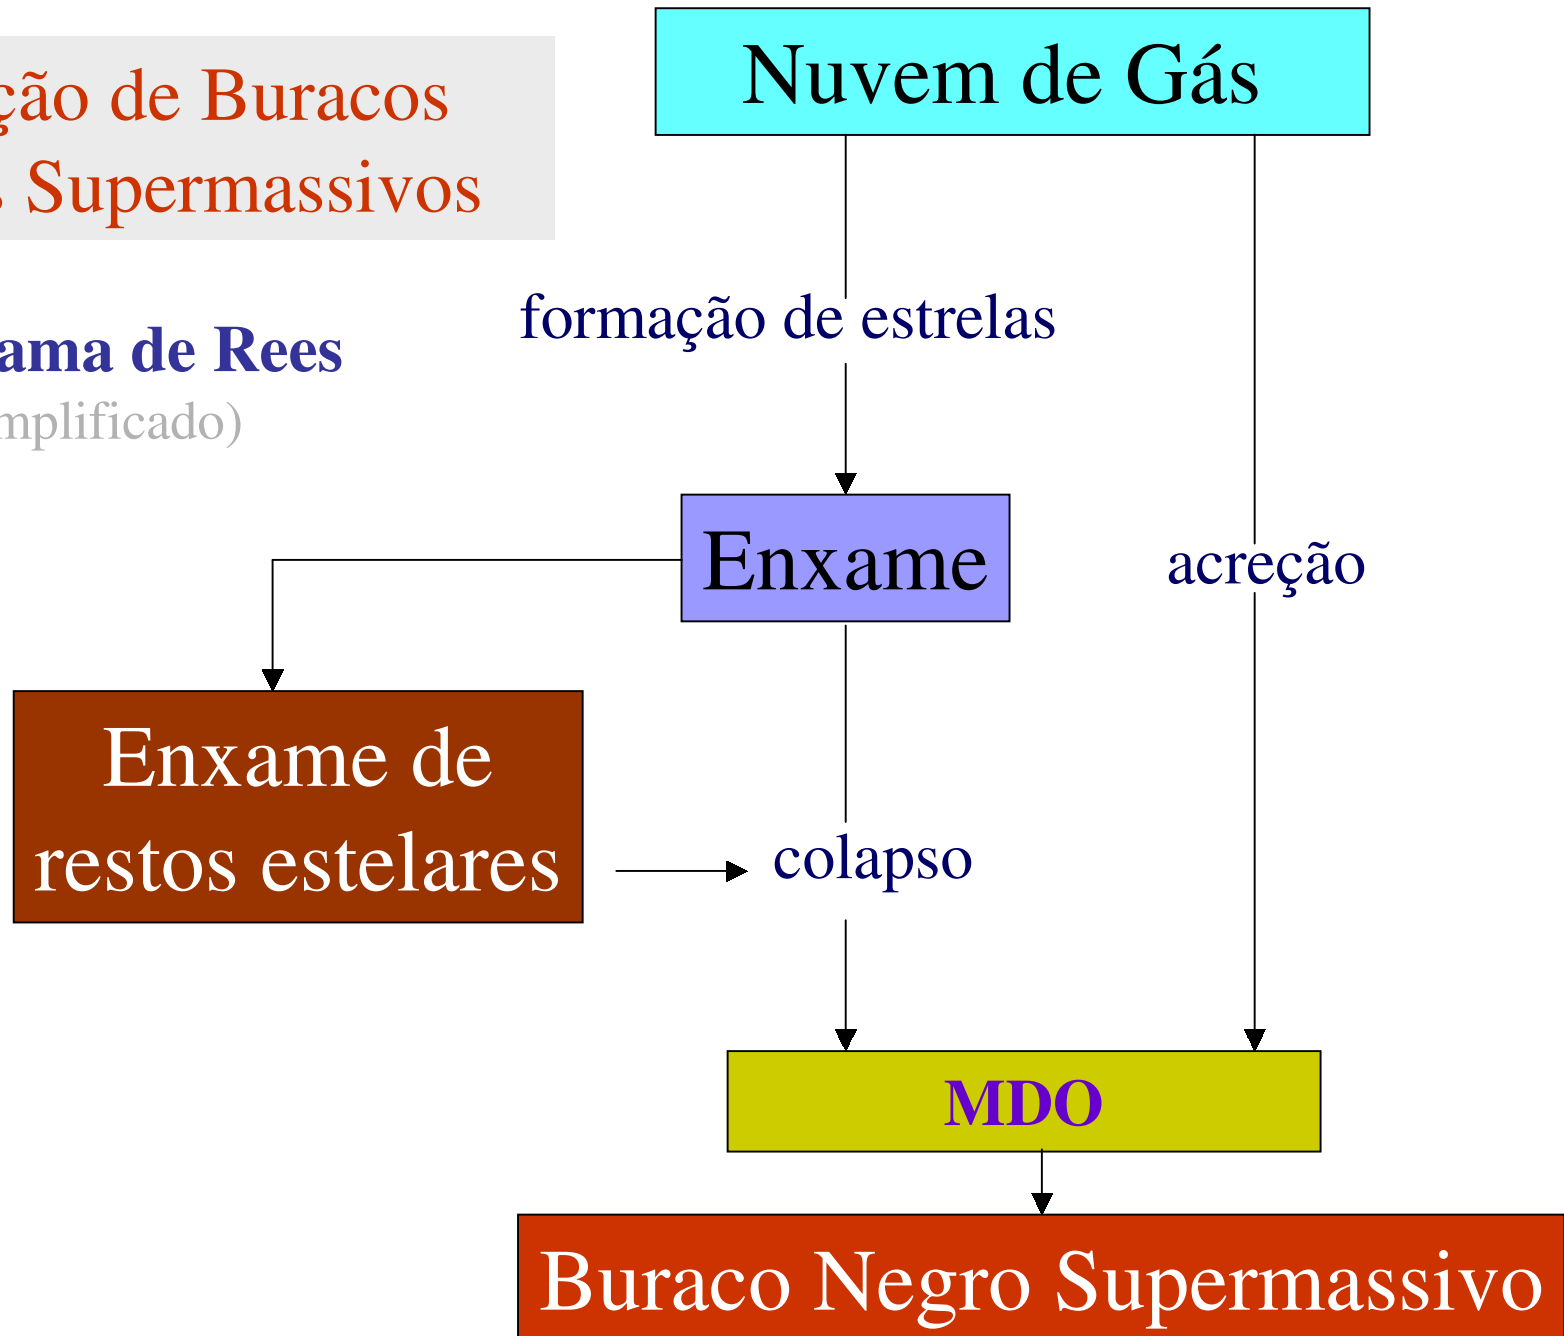 ção de Buracos
s Supermassivos
ama de Rees
mplificado)
Nuvem de Gás
formação de estrelas
Enxame
acreção
Enxame de
restos estelares
colapso
MDO
Buraco Negro Supermassivo